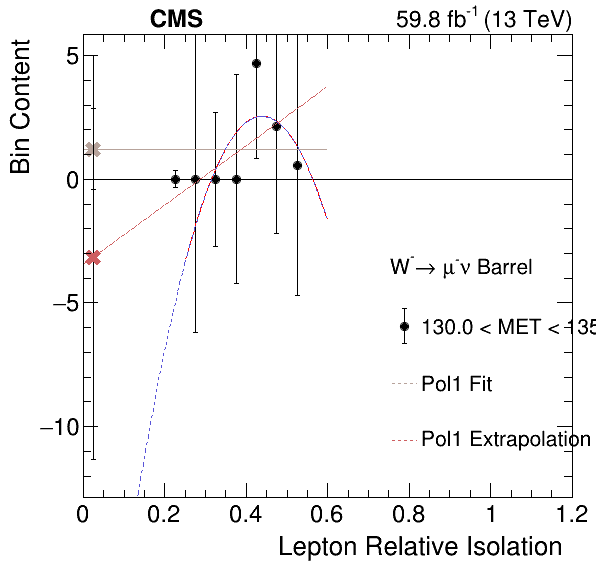 CMS 59.8 fb⁻¹ (13 TeV)
Bin Content
5
0
−5
−10
W⁻→ μ⁻ν Barrel
130.0 < MET < 135
Pol1 Fit
Pol1 Extrapolation
0 0.2 0.4 0.6 0.8 1 1.2
Lepton Relative Isolation